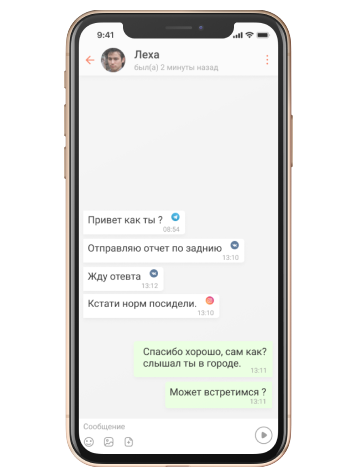 9:41
Леха
был(а) 2 минуты назад
Привет как ты ?
08:54
Отправляю отчет по заднию
13:10
Жду отевта
13:12
Кстати норм посидели.
13:10
Спасибо хорошо, сам как?
слышал ты в городе.
13:11
Может встретимся ?
13:11
Сообщение